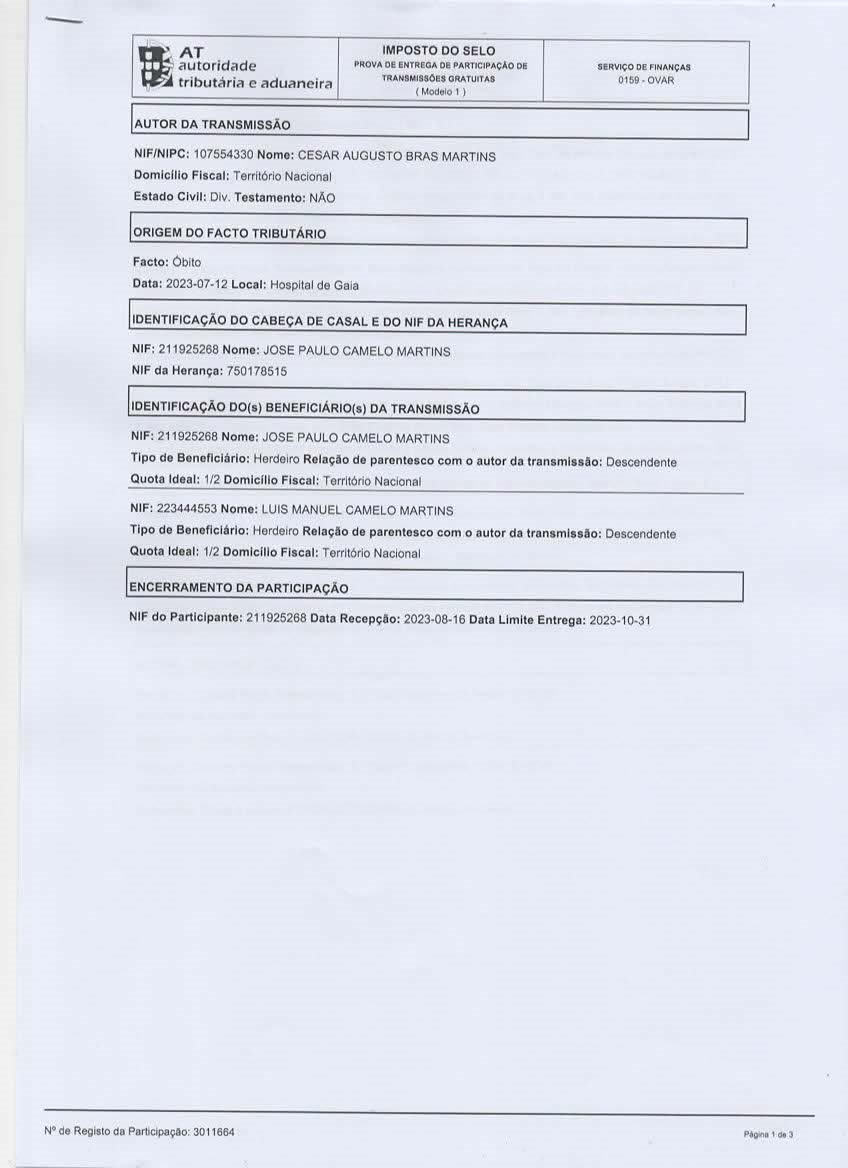 AT
autoridade
tributária e aduaneira
IMPOSTO DO SELO
PROVA DE ENTREGA DE PARTICIPAÇÃO DE
TRANSMISSÕES GRATUITAS
( Modelo 1 )
SERVIÇO DE FINANÇAS
0159 - OVAR
AUTOR DA TRANSMISSÃO
NIF/NIPC: 107554330 Nome: CESAR AUGUSTO BRAS MARTINS
Domicílio Fiscal: Território Nacional
Estado Civil: Div. Testamento: NÃO
ORIGEM DO FACTO TRIBUTÁRIO
Facto: Óbito
Data: 2023-07-12 Local: Hospital de Gaia
IDENTIFICAÇÃO DO CABEÇA DE CASAL E DO NIF DA HERANÇA
NIF: 211925268 Nome: JOSE PAULO CAMELO MARTINS
NIF da Herança: 750178515
IDENTIFICAÇÃO DO(s) BENEFICIÁRIO(s) DA TRANSMISSÃO
NIF: 211925268 Nome: JOSE PAULO CAMELO MARTINS
Tipo de Beneficiário: Herdeiro Relação de parentesco com o autor da transmissão: Descendente
Quota Ideal: 1/2 Domicílio Fiscal: Território Nacional
NIF: 223444553 Nome: LUIS MANUEL CAMELO MARTINS
Tipo de Beneficiário: Herdeiro Relação de parentesco com o autor da transmissão: Descendente
Quota Ideal: 1/2 Domicílio Fiscal: Território Nacional
ENCERRAMENTO DA PARTICIPAÇÃO
NIF do Participante: 211925268 Data Recepção: 2023-08-16 Data Limite Entrega: 2023-10-31
Nº de Registo da Participação: 3011664
Página 1 de 3